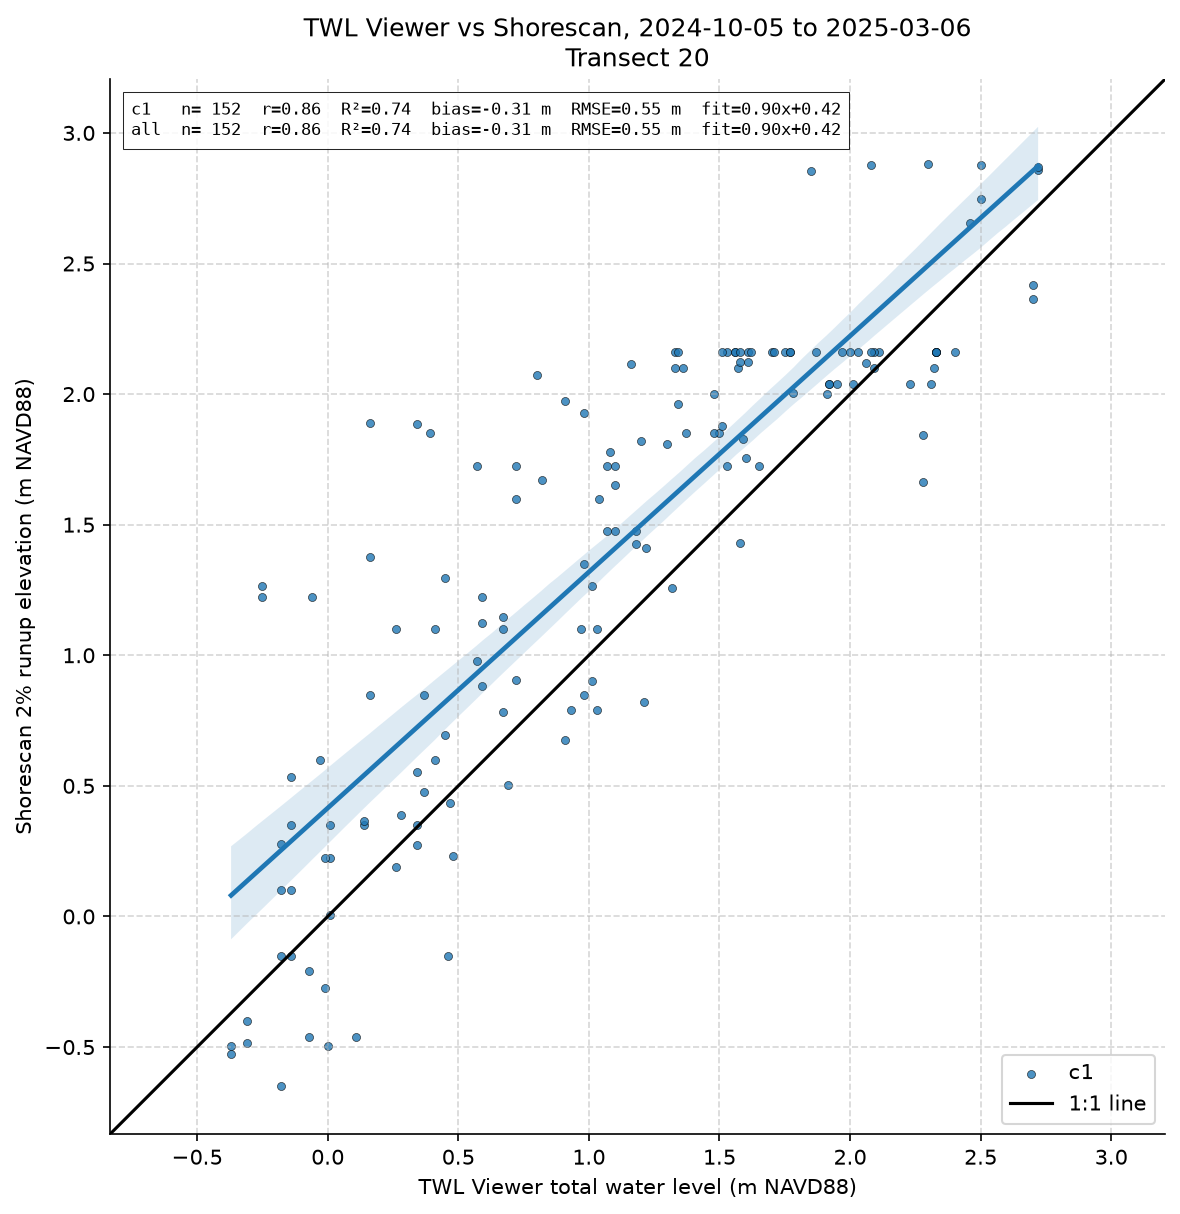 TWL Viewer vs Shorescan, 2024-10-05 to 2025-03-06
Transect 20
c1 n= 152 r=0.86 R²=0.74 bias=-0.31 m RMSE=0.55 m fit=0.90x+0.42
all n= 152 r=0.86 R²=0.74 bias=-0.31 m RMSE=0.55 m fit=0.90x+0.42
Shorescan 2% runup elevation (m NAVD88)
3.0
2.5
2.0
1.5
1.0
0.5
0.0
−0.5
c1
1:1 line
−0.5 0.0 0.5 1.0 1.5 2.0 2.5 3.0
TWL Viewer total water level (m NAVD88)